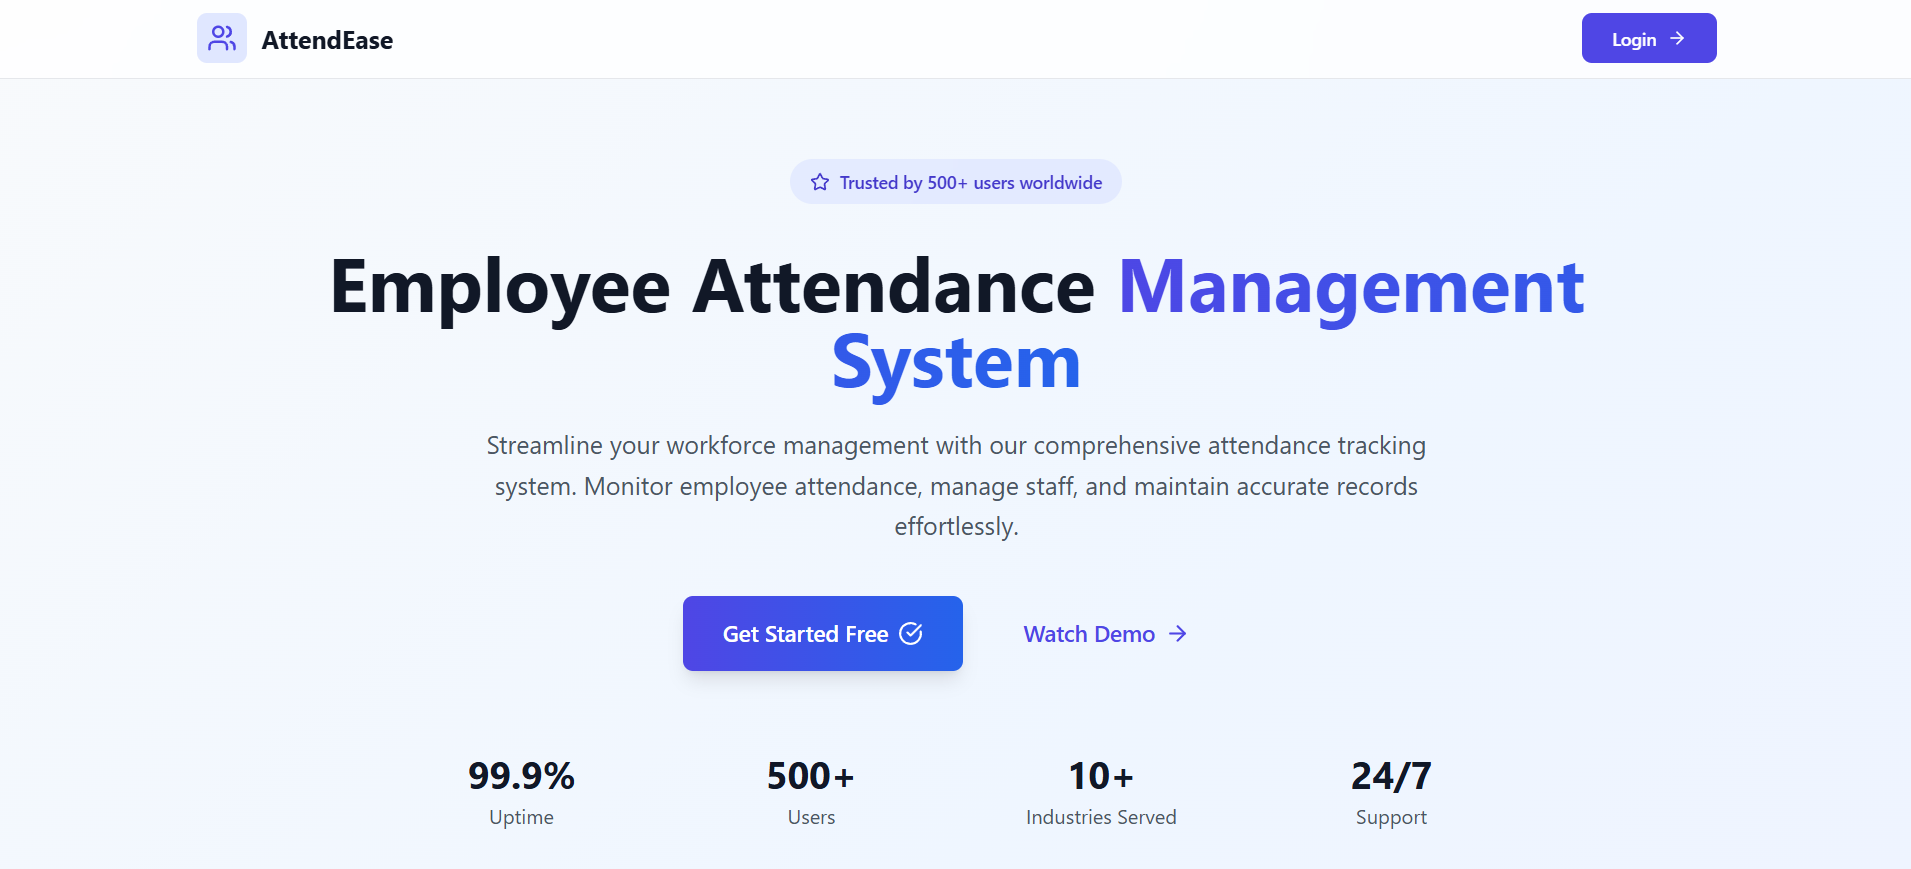 AttendEase
Login
Trusted by 500+ users worldwide
Employee Attendance Management
System
Streamline your workforce management with our comprehensive attendance tracking
system. Monitor employee attendance, manage staff, and maintain accurate records
effortlessly.
Get Started Free
Watch Demo
99.9%
Uptime
500+
Users
10+
Industries Served
24/7
Support